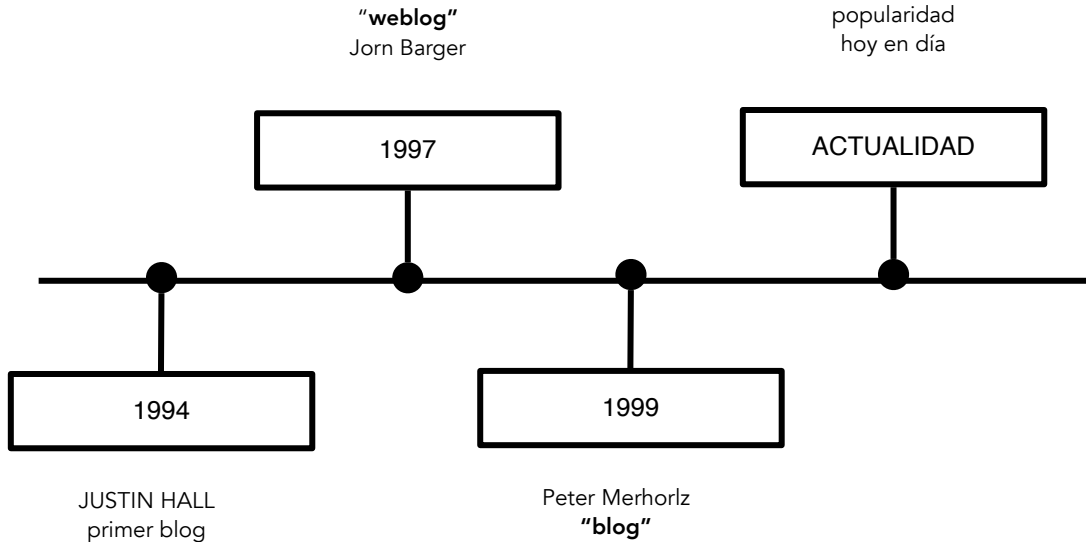 “weblog”
Jorn Barger
popularidad
hoy en día
1997
ACTUALIDAD
1994
1999
JUSTIN HALL
primer blog
Peter Merhorlz
“blog”